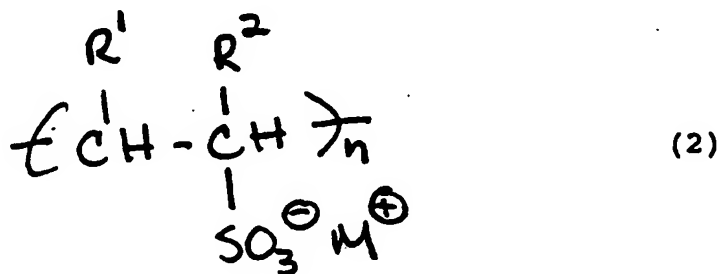 R¹ R²
-(CH-CH)-n (2)
SO₃⊖ M⊕